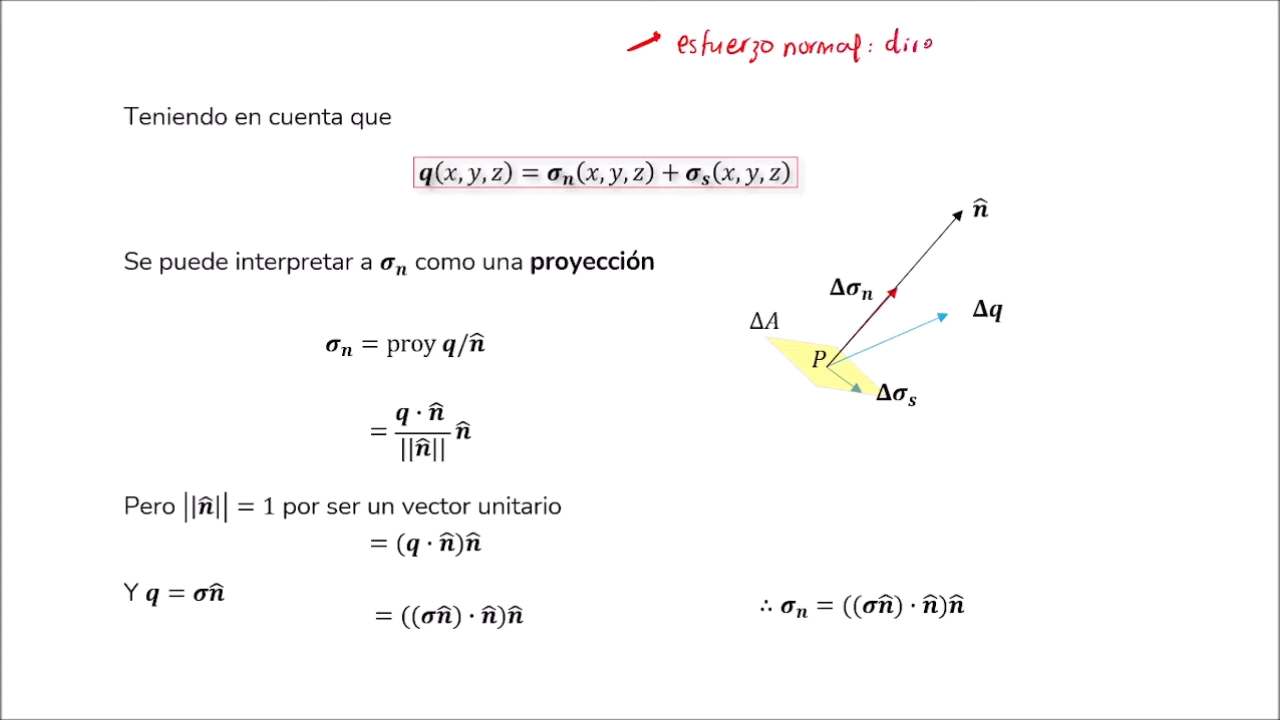 esfuerzo normal: dir
Teniendo en cuenta que
q(x, y, z) = σₙ(x, y, z) + σₛ(x, y, z)
n̂
Se puede interpretar a σₙ como una proyección
Δσₙ
Δq
ΔA
σₙ = proy q/n̂
P
Δσₛ
= q · n̂ / ||n̂|| n̂
Pero ||n̂|| = 1 por ser un vector unitario
= (q · n̂)n̂
Y q = σn̂
= ((σn̂) · n̂)n̂
∴ σₙ = ((σn̂) · n̂)n̂